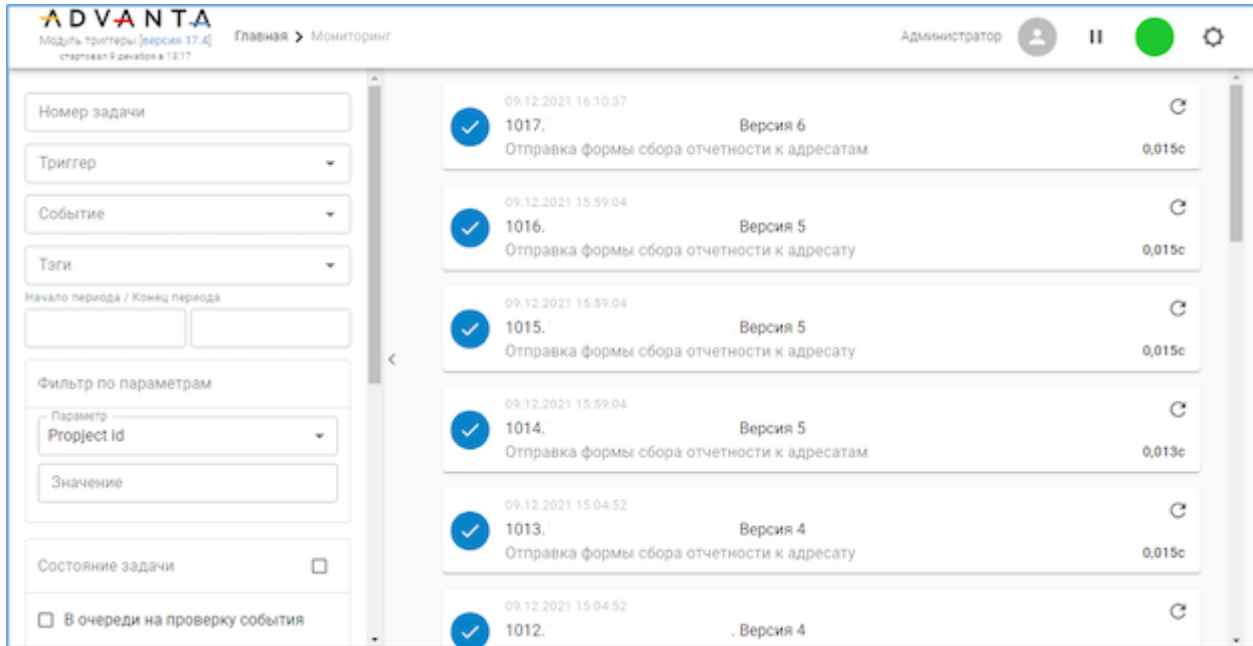 ADVANTA
Модуль триггеры [версия 17.4]
стартовал 9 декабря в 13:17
Главная > Мониторинг
Администратор
Номер задачи
Триггер
Событие
Тэги
Начало периода / Конец периода
Фильтр по параметрам
Параметр
Propject id
Значение
Состояние задачи
В очереди на проверку события
09.12.2021 16:10:37
1017. Версия 6
Отправка формы сбора отчетности к адресатам
0,015с
09.12.2021 15:59:04
1016. Версия 5
Отправка формы сбора отчетности к адресату
0,015с
09.12.2021 15:59:04
1015. Версия 5
Отправка формы сбора отчетности к адресату
0,015с
09.12.2021 15:59:04
1014. Версия 5
Отправка формы сбора отчетности к адресатам
0,013с
09.12.2021 15:04:52
1013. Версия 4
Отправка формы сбора отчетности к адресату
0,015с
09.12.2021 15:04:52
1012. . Версия 4